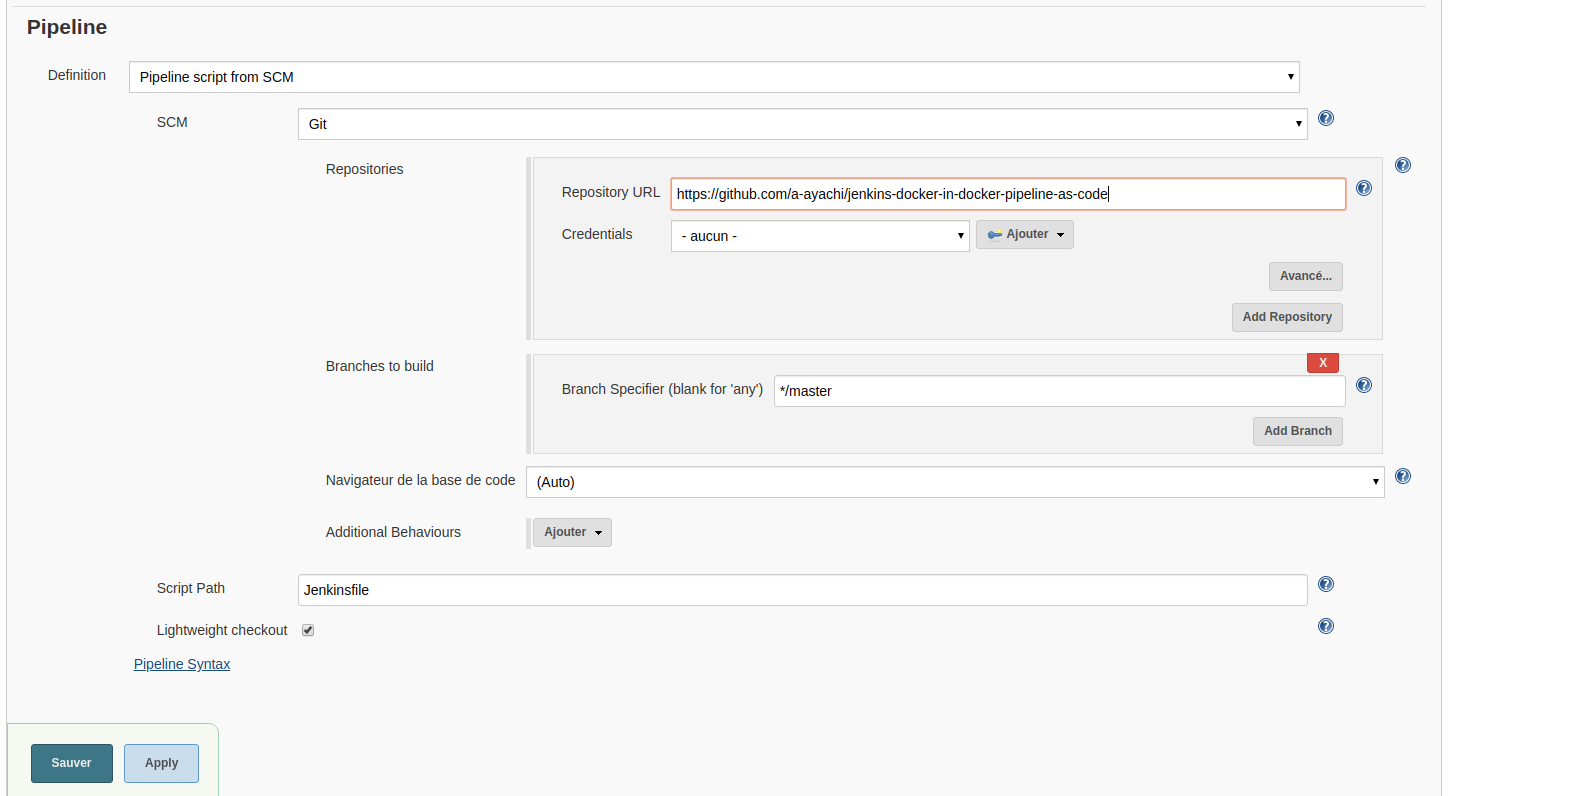 Pipeline
Definition
Pipeline script from SCM
SCM
Git
Repositories
Repository URL
https://github.com/a-ayachi/jenkins-docker-in-docker-pipeline-as-code
Credentials
- aucun -
Ajouter
Avancé...
Add Repository
Branches to build
X
Branch Specifier (blank for 'any')
*/master
Add Branch
Navigateur de la base de code
(Auto)
Additional Behaviours
Ajouter
Script Path
Jenkinsfile
Lightweight checkout
Pipeline Syntax
Sauver
Apply